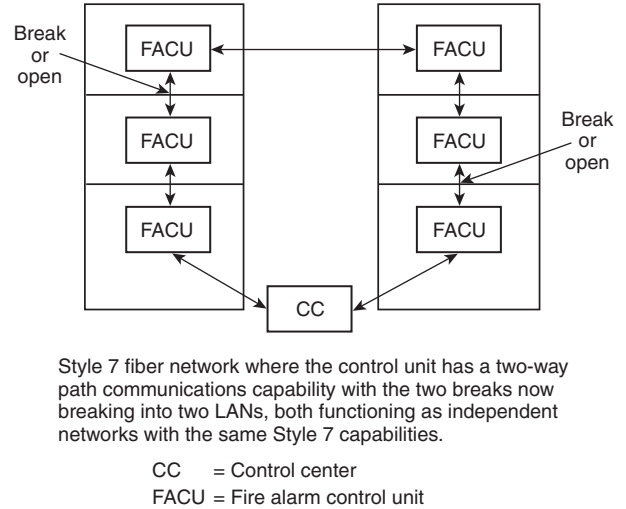 Break
or
open
FACU
FACU
FACU
FACU
Break
or
open
FACU
FACU
CC
Style 7 fiber network where the control unit has a two-way
path communications capability with the two breaks now
breaking into two LANs, both functioning as independent
networks with the same Style 7 capabilities.
CC = Control center
FACU = Fire alarm control unit